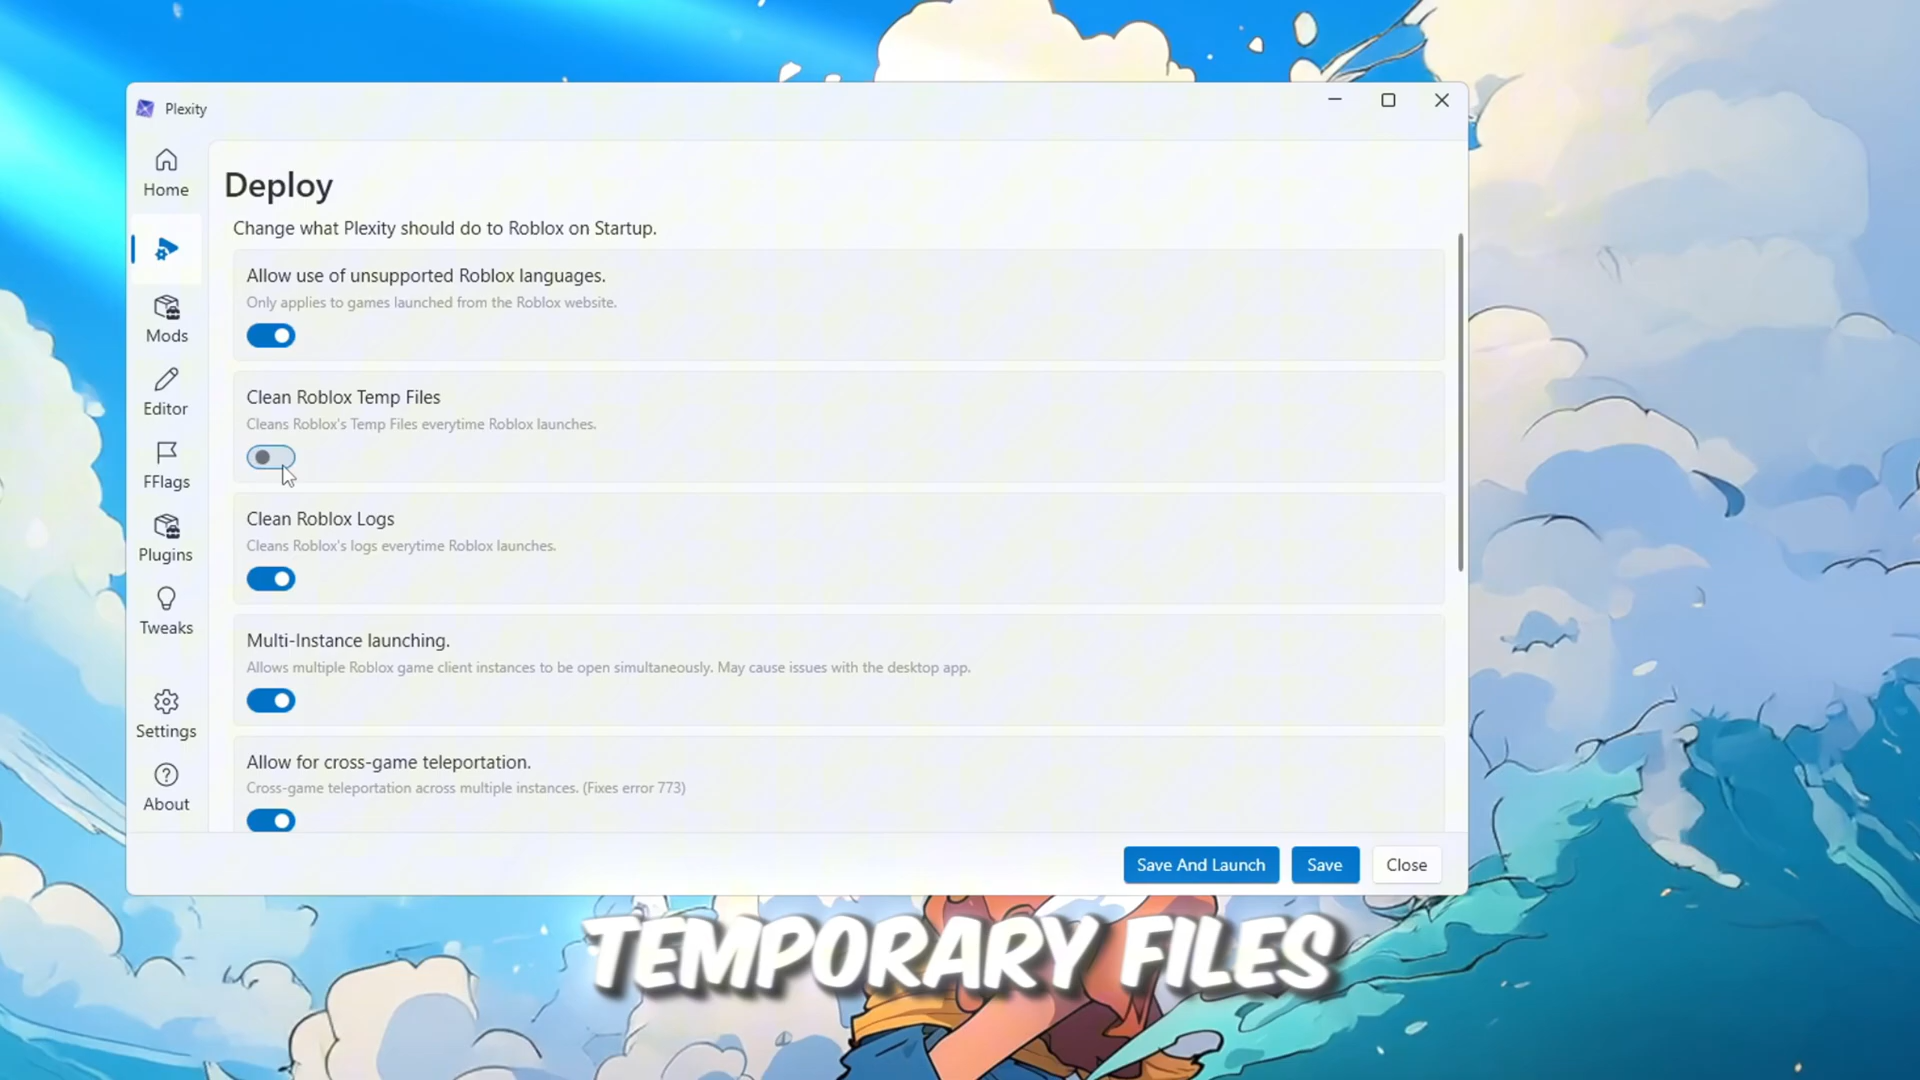 Plexity
Home
Mods
Editor
FFlags
Plugins
Tweaks
Settings
About
Deploy
Change what Plexity should do to Roblox on Startup.
Allow use of unsupported Roblox languages.
Only applies to games launched from the Roblox website.
Clean Roblox Temp Files
Cleans Roblox's Temp Files everytime Roblox launches.
Clean Roblox Logs
Cleans Roblox's logs everytime Roblox launches.
Multi-Instance launching.
Allows multiple Roblox game client instances to be open simultaneously. May cause issues with the desktop app.
Allow for cross-game teleportation.
Cross-game teleportation across multiple instances. (Fixes error 773)
Save And Launch
Save
Close
TEMPORARY FILES